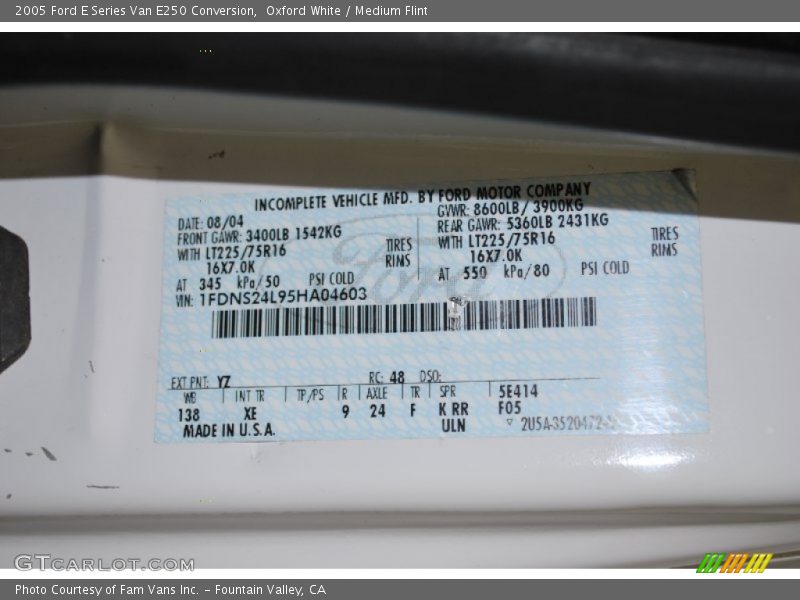 2005 Ford E Series Van E250 Conversion, Oxford White / Medium Flint
INCOMPLETE VEHICLE MFD. BY FORD MOTOR COMPANY
DATE: 08/04 GVWR: 8600LB/ 3900KG
FRONT GAWR: 3400LB 1542KG REAR GAWR: 5360LB 2431KG
WITH LT225/75R16 TIRES WITH LT225/75R16 TIRES
16X7.0K RIMS 16X7.0K RIMS
AT 345 kPa/50 PSI COLD AT 550 kPa/80 PSI COLD
VIN: 1FDNS24L95HA04603
Ford
EXT PNT: YZ RC: 48 DSO:
WB INT TR TP/PS R AXLE TR SPR 5E414
138 XE 9 24 F K RR F05
MADE IN U.S.A. ULN 2U5A-3520472-
GTCARLOT.COM
Photo Courtesy of Fam Vans Inc. - Fountain Valley, CA